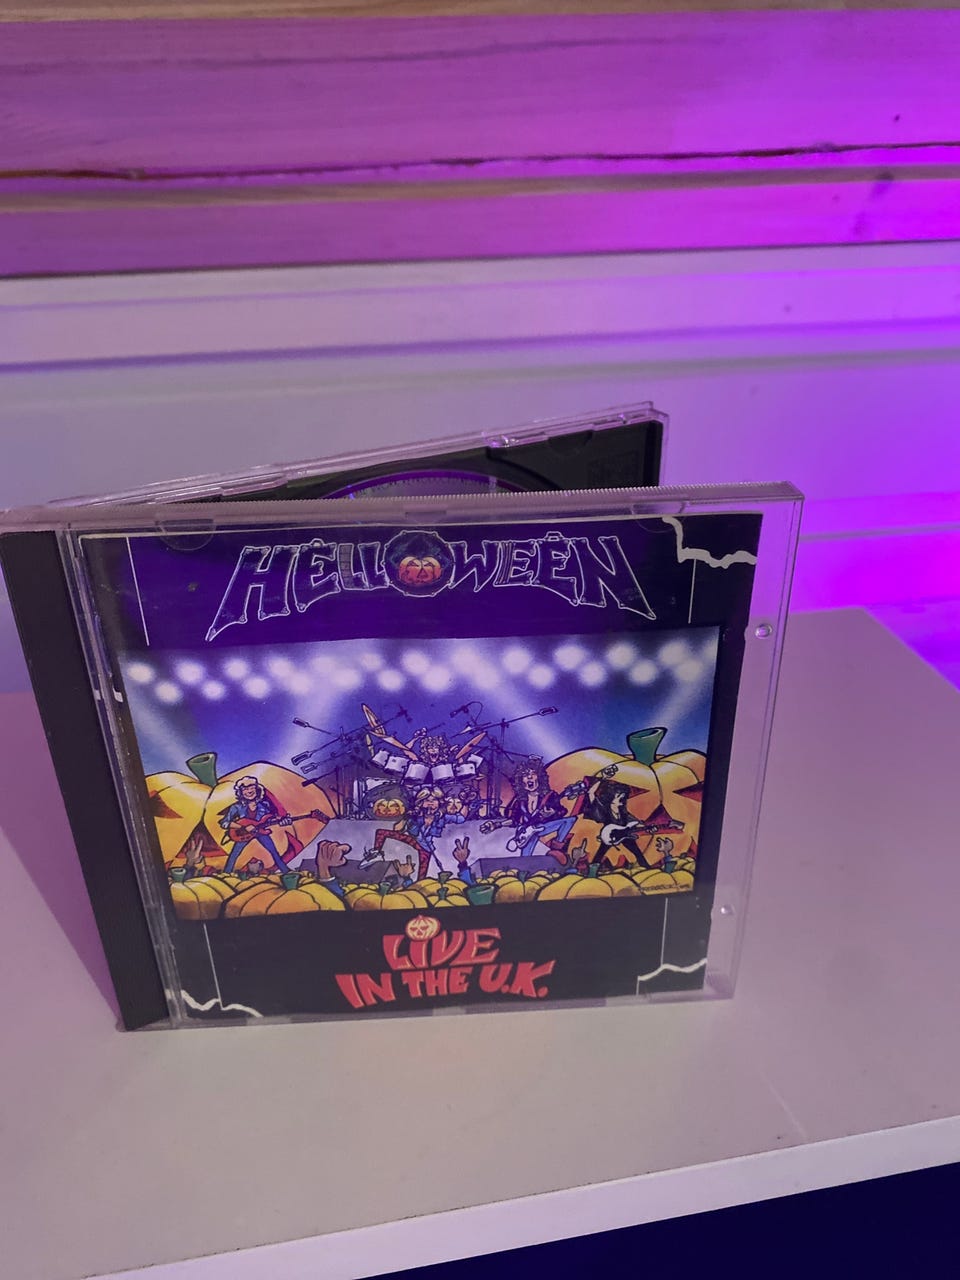 HELLOWEEN
LIVE
IN THE U.K.